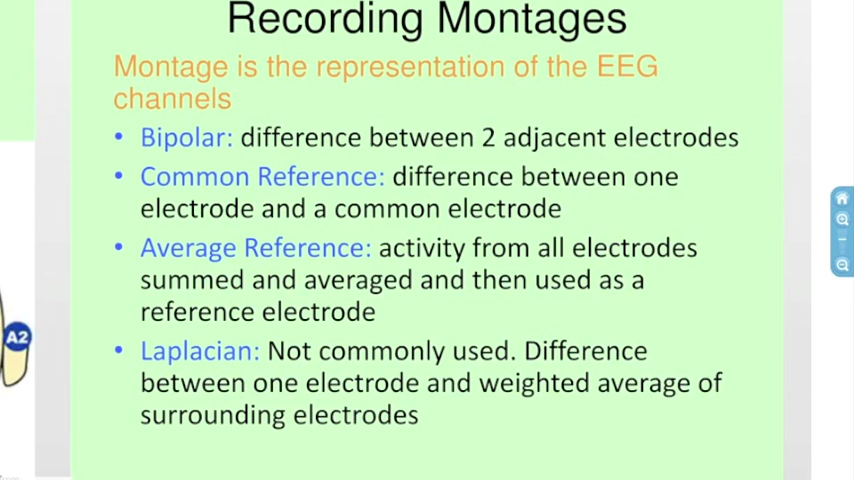 Recording Montages
Montage is the representation of the EEG
channels
• Bipolar: difference between 2 adjacent electrodes
• Common Reference: difference between one
electrode and a common electrode
• Average Reference: activity from all electrodes
summed and averaged and then used as a
reference electrode
• Laplacian: Not commonly used. Difference
between one electrode and weighted average of
surrounding electrodes
A2